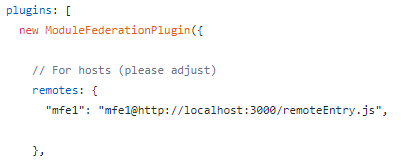 plugins: [
new ModuleFederationPlugin({
// For hosts (please adjust)
remotes: {
"mfe1": "mfe1@http://localhost:3000/remoteEntry.js",
},